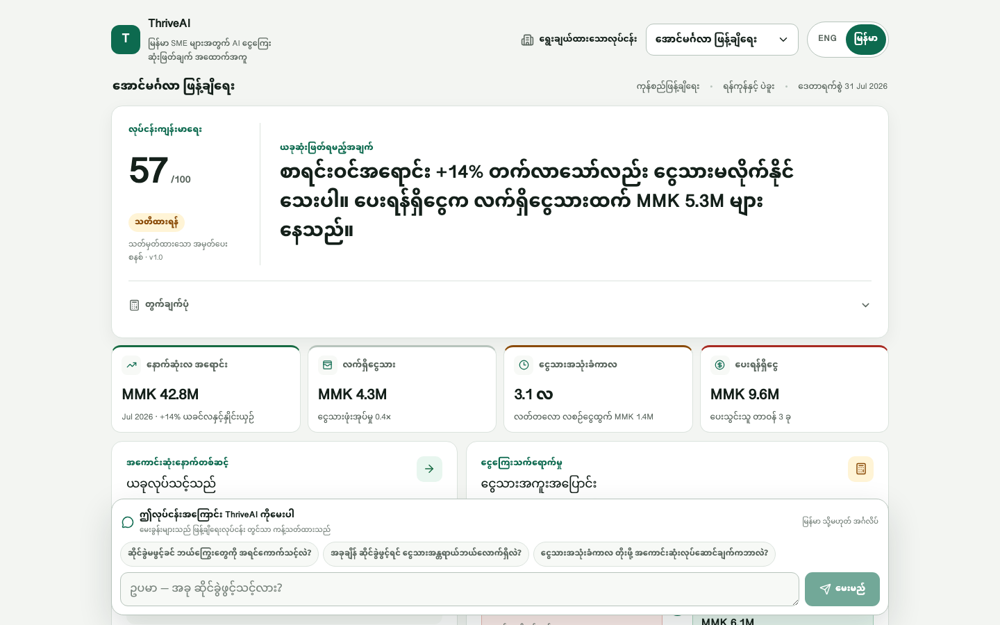 T
ThriveAI
မြန်မာ SME များအတွက် AI ငွေကြေး
ဆုံးဖြတ်ချက် အထောက်အကူ
ရွေးချယ်ထားသောလုပ်ငန်း
အောင်မင်္ဂလာ ဖြန့်ချိရေး
ENG
မြန်မာ
အောင်မင်္ဂလာ ဖြန့်ချိရေး
ကုန်စည်ဖြန့်ချိရေး • ရန်ကုန်နှင့် ပဲခူး • ဒေတာရက်စွဲ 31 Jul 2026
လုပ်ငန်းကျန်းမာရေး
57 /100
သတိထားရန်
သတ်မှတ်ထားသော အမှတ်ပေး
စနစ် · v1.0
ယခုဆုံးဖြတ်ရမည့်အချက်
စာရင်းဝင်အရောင်း +14% တက်လာသော်လည်း ငွေသားမလိုက်နိုင်
သေးပါ။ ပေးရန်ရှိငွေက လက်ရှိငွေသားထက် MMK 5.3M များ
နေသည်။
တွက်ချက်ပုံ
နောက်ဆုံးလ အရောင်း
MMK 42.8M
Jul 2026 · +14% ယခင်လနှင့်နှိုင်းယှဉ်
လက်ရှိငွေသား
MMK 4.3M
ငွေသားဖုံးအုပ်မှု 0.4×
ငွေသားအသုံးခံကာလ
3.1 လ
လတ်တလော လစဉ်ငွေထွက် MMK 1.4M
ပေးရန်ရှိငွေ
MMK 9.6M
ပေးသွင်းသူ တာဝန် 3 ခု
အကောင်းဆုံးနောက်တစ်ဆင့်
ယခုလုပ်သင့်သည်
ငွေကြေးသက်ရောက်မှု
ငွေသားအကူးအပြောင်း
ဤလုပ်ငန်းအကြောင်း ThriveAI ကိုမေးပါ
မေးခွန်းများသည် ဖြန့်ချိရေးလုပ်ငန်း တွင်သာ ကန့်သတ်ထားသည်
မြန်မာ သို့မဟုတ် အင်္ဂလိပ်
ဆိုင်ခွဲမဖွင့်ခင် ဘယ်ကြွေးတွေကို အရင်ကောက်သင့်လဲ?
အခုချိန် ဆိုင်ခွဲဖွင့်ရင် ငွေသားအန္တရာယ်ဘယ်လောက်ရှိလဲ?
ငွေသားအသုံးခံကာလ တိုးဖို့ အကောင်းဆုံးလုပ်ဆောင်ချက်ကဘာလဲ?
ဥပမာ — အခု ဆိုင်ခွဲဖွင့်သင့်လား?
မေးမည်
MMK 6.1M